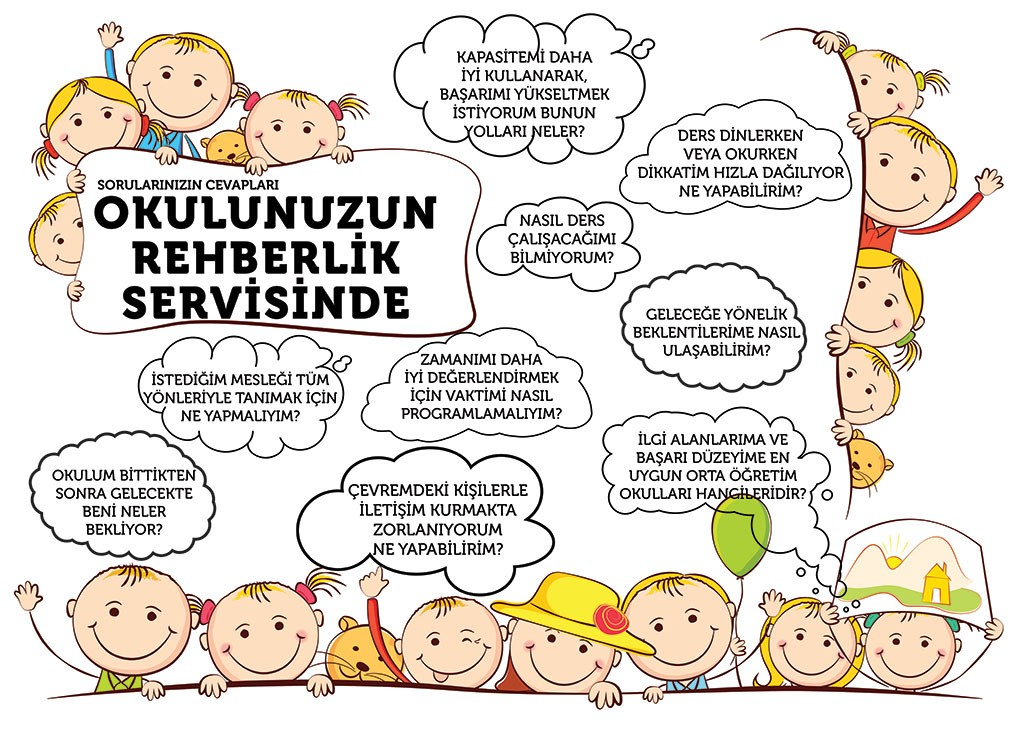 SORULARINIZIN CEVAPLARI
OKULUNUZUN
REHBERLİK
SERVİSİNDE
KAPASİTEMİ DAHA
İYİ KULLANARAK,
BAŞARIMI YÜKSELTMEK
İSTİYORUM BUNUN
YOLLARI NELER?
DERS DİNLERKEN
VEYA OKURKEN
DİKKATİM HIZLA DAĞILIYOR
NE YAPABİLİRİM?
NASIL DERS
ÇALIŞACAĞIMI
BİLMİYORUM?
GELECEĞE YÖNELİK
BEKLENTİLERİME NASIL
ULAŞABİLİRİM?
İSTEDİĞİM MESLEĞİ TÜM
YÖNLERİYLE TANIMAK İÇİN
NE YAPMALIYIM?
ZAMANIMI DAHA
İYİ DEĞERLENDİRMEK
İÇİN VAKTİMİ NASIL
PROGRAMLAMALIYIM?
OKULUM BİTTİKTEN
SONRA GELECEKTE
BENİ NELER
BEKLİYOR?
ÇEVREMDEKİ KİŞİLERLE
İLETİŞİM KURMAKTA
ZORLANIYORUM
NE YAPABİLİRİM?
İLGİ ALANLARIMA VE
BAŞARI DÜZEYİME EN
UYGUN ORTA ÖĞRETİM
OKULLARI HANGİLERİDİR?